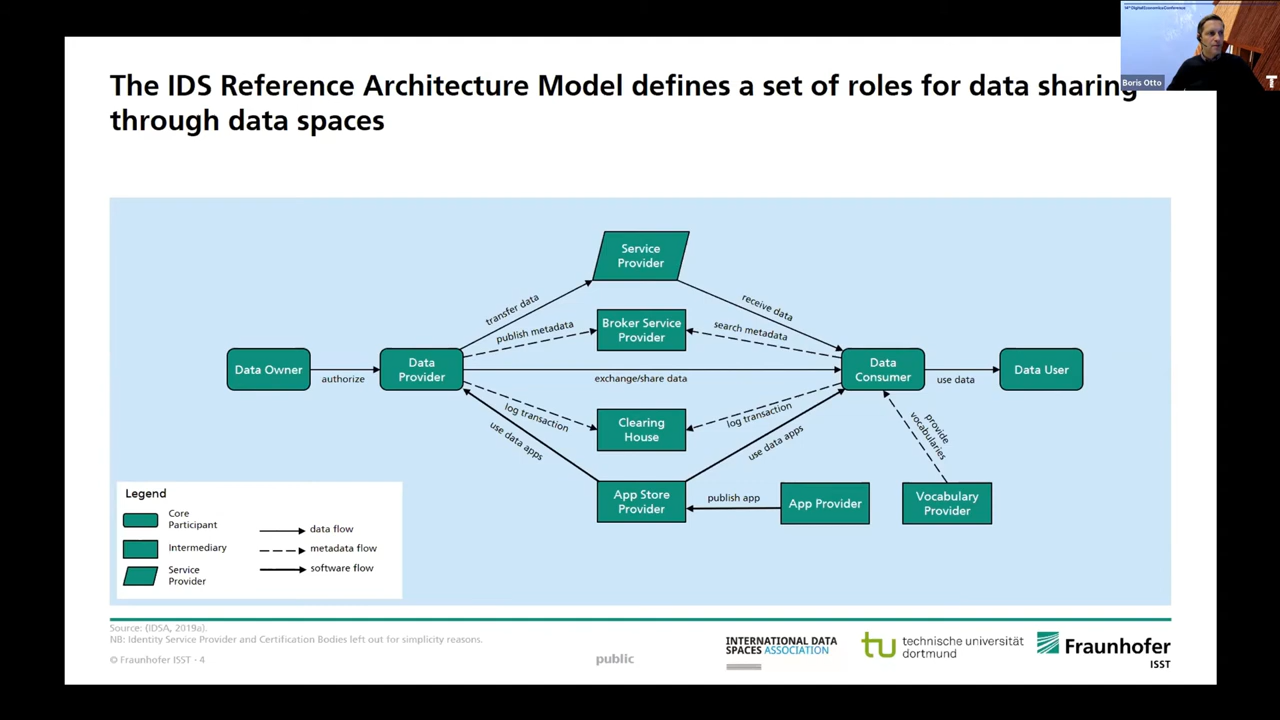 14th Digital Economics Conference
Boris Otto
T
The IDS Reference Architecture Model defines a set of roles for data sharing
through data spaces
Service
Provider
transfer data
receive data
publish metadata
Broker Service
Provider
search metadata
Data Owner
authorize
Data
Provider
exchange/share data
Data
Consumer
use data
Data User
log transaction
Clearing
House
log transaction
use data apps
use data apps
provide
vocabularies
App Store
Provider
publish app
App Provider
Vocabulary
Provider
Legend
Core
Participant
Intermediary
Service
Provider
data flow
metadata flow
software flow
Source: (IDSA, 2019a).
NB: Identity Service Provider and Certification Bodies left out for simplicity reasons.
© Fraunhofer ISST - 4
public
INTERNATIONAL DATA
SPACES ASSOCIATION
tu technische universität
dortmund
Fraunhofer
ISST